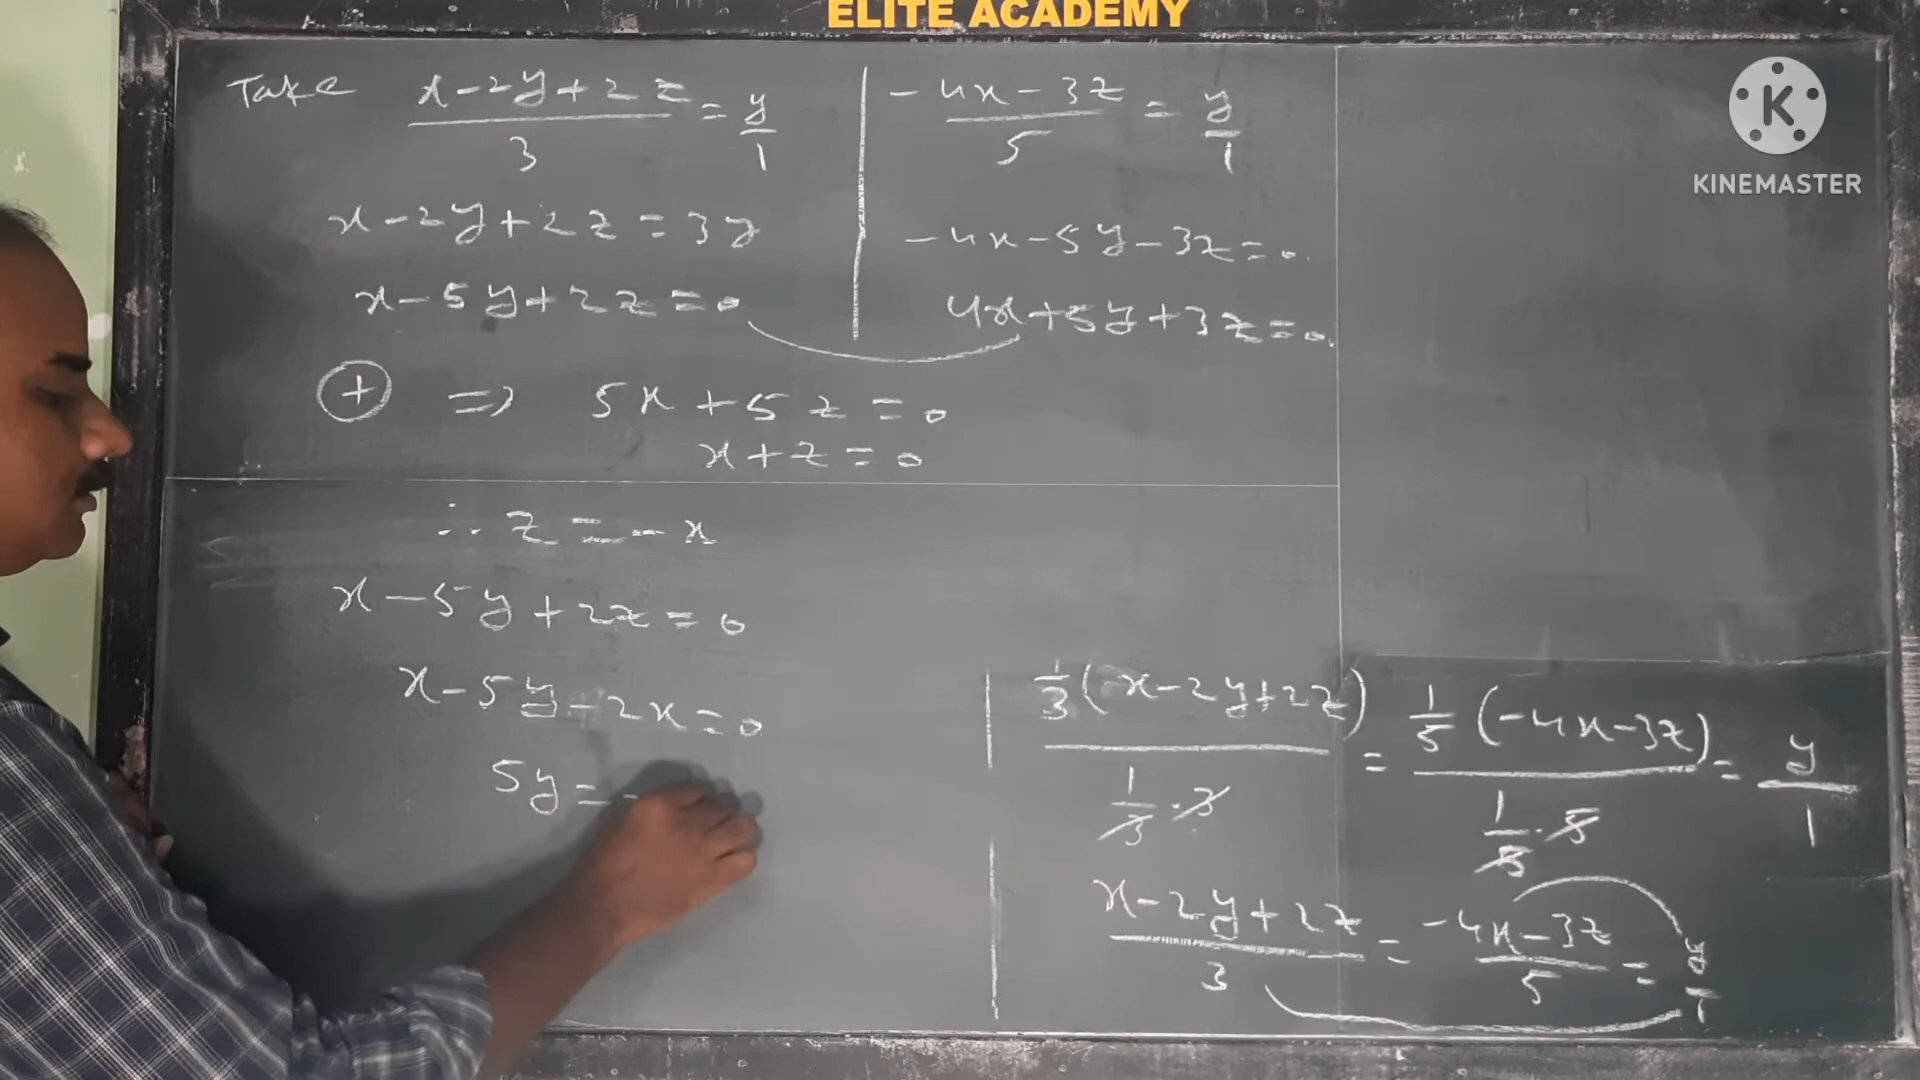 ELITE ACADEMY
K
KINEMASTER
Take (x-2y+2z)/3 = y/1
x-2y+2z=3y
x-5y+2z=0
(-4x-3z)/5 = y/1
-4x-5y-3z=0.
4x+5y+3z=0.
+ => 5x+5z=0
x+z=0
∴ z=-x
x-5y+2z=0
x-5y-2x=0
5y=-
1/3(x-2y+2z)/(1/3·3) = 1/5(-4x-3z)/(1/5·5) = y/1
(x-2y+2z)/3 = (-4x-3z)/5 = y/1